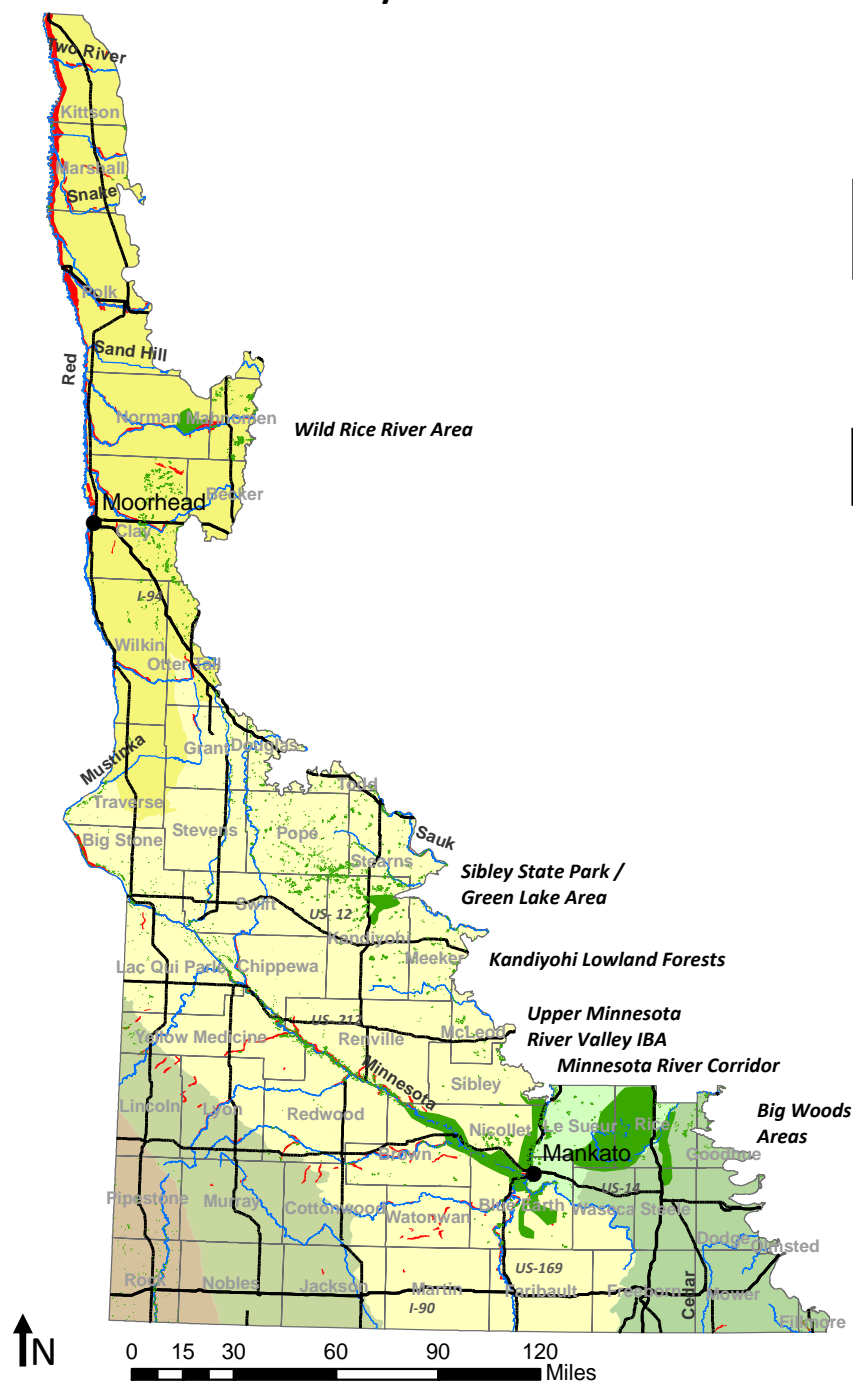 Two River
Kittson
Marshall
Snake
Polk
Sand Hill
Red
Norman Mahnomen
Wild Rice River Area
Becker
Moorhead
Clay
I-94
Wilkin
Otter Tail
Mustinka
Grant Douglas
Todd
Traverse
Sauk
Big Stone
Stevens
Pope
Stearns
Sibley State Park /
Green Lake Area
Swift
US- 12
Kandiyohi
Meeker
Kandiyohi Lowland Forests
Lac Qui Parle
Chippewa
US- 212
Upper Minnesota
River Valley IBA
Yellow Medicine
Renville
McLeod
Minnesota River Corridor
Minnesota
Sibley
Lincoln
Lyon
Redwood
Nicollet
Le Sueur
Rice
Big Woods
Areas
Brown
Mankato
Goodhue
US-14
Pipestone
Murray
Cottonwood
Watonwan
Blue Earth
Waseca Steele
Dodge
Olmsted
Rock
Nobles
Jackson
Martin
US-169
Faribault
Freeborn
Cedar
Mower
I-90
Fillmore
N
0 15 30 60 90 120
Miles